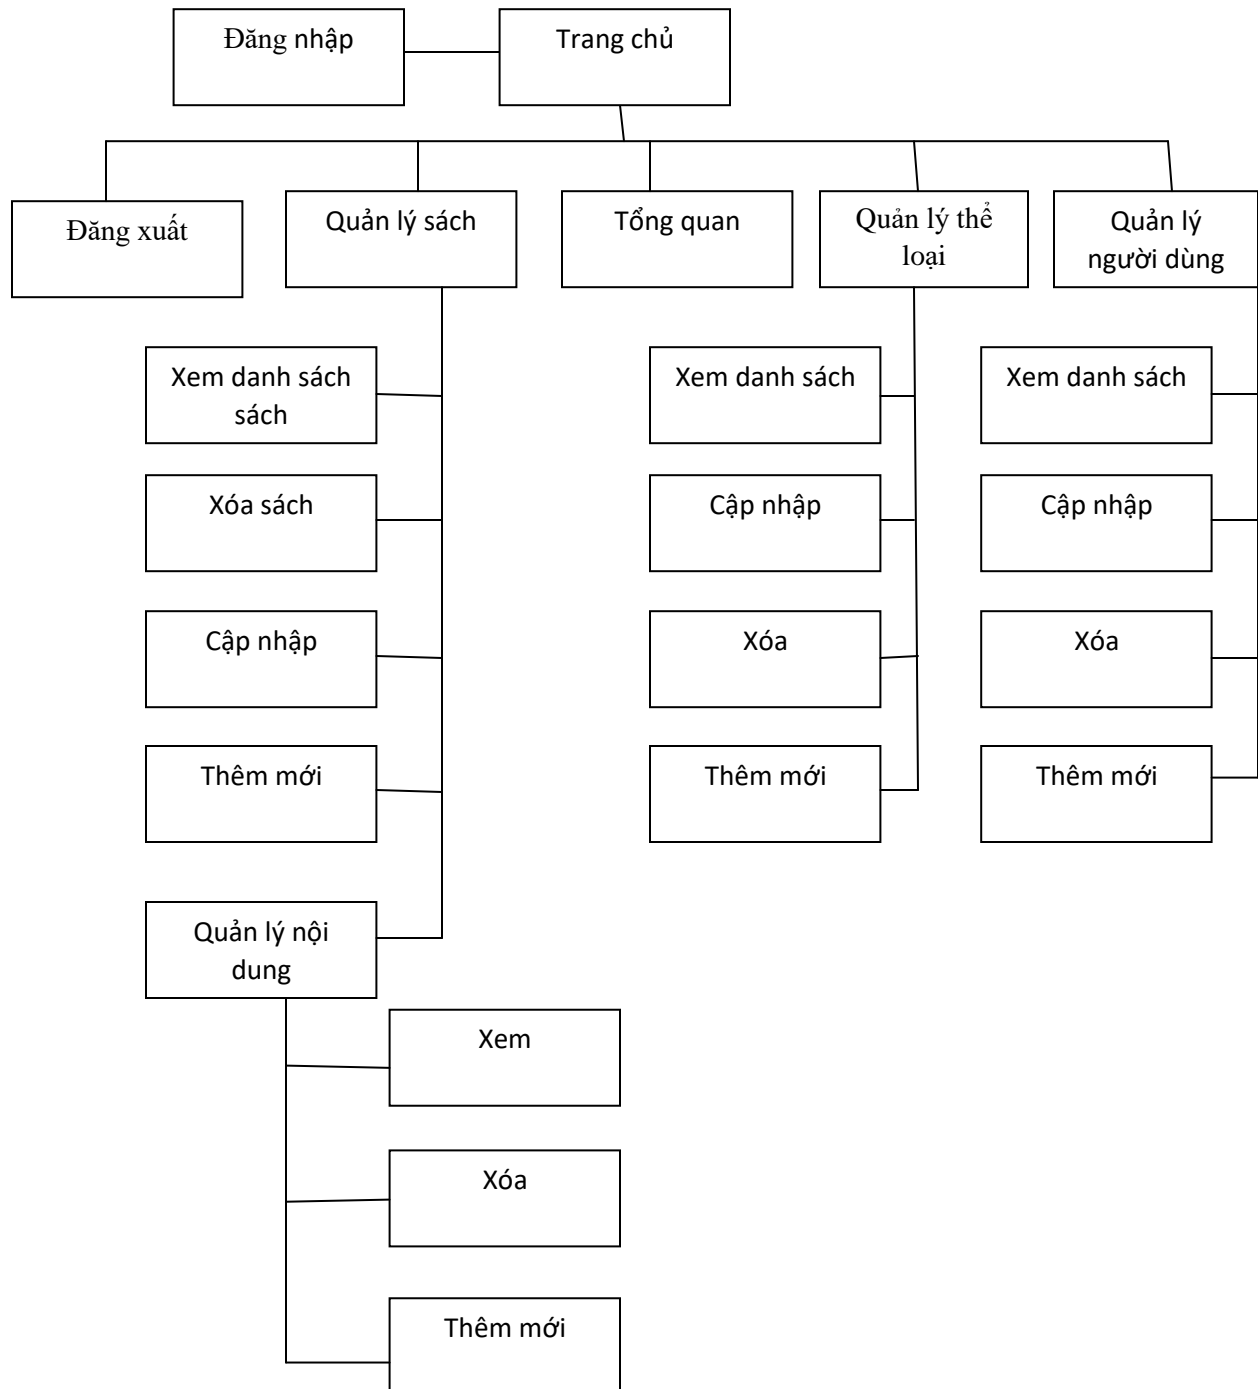 Đăng nhập
Trang chủ
Đăng xuất
Quản lý sách
Tổng quan
Quản lý thể
loại
Quản lý
người dùng
Xem danh sách
sách
Xem danh sách
Xem danh sách
Xóa sách
Cập nhập
Cập nhập
Cập nhập
Xóa
Xóa
Thêm mới
Thêm mới
Thêm mới
Quản lý nội
dung
Xem
Xóa
Thêm mới